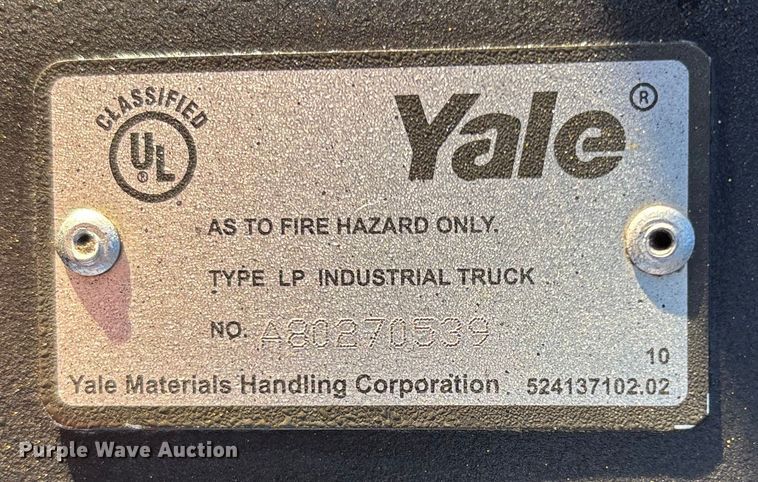 CLASSIFIED
UL
®
Yale®
AS TO FIRE HAZARD ONLY.
TYPE LP INDUSTRIAL TRUCK
NO. A80270539
10
Yale Materials Handling Corporation 524137102.02
Purple Wave Auction